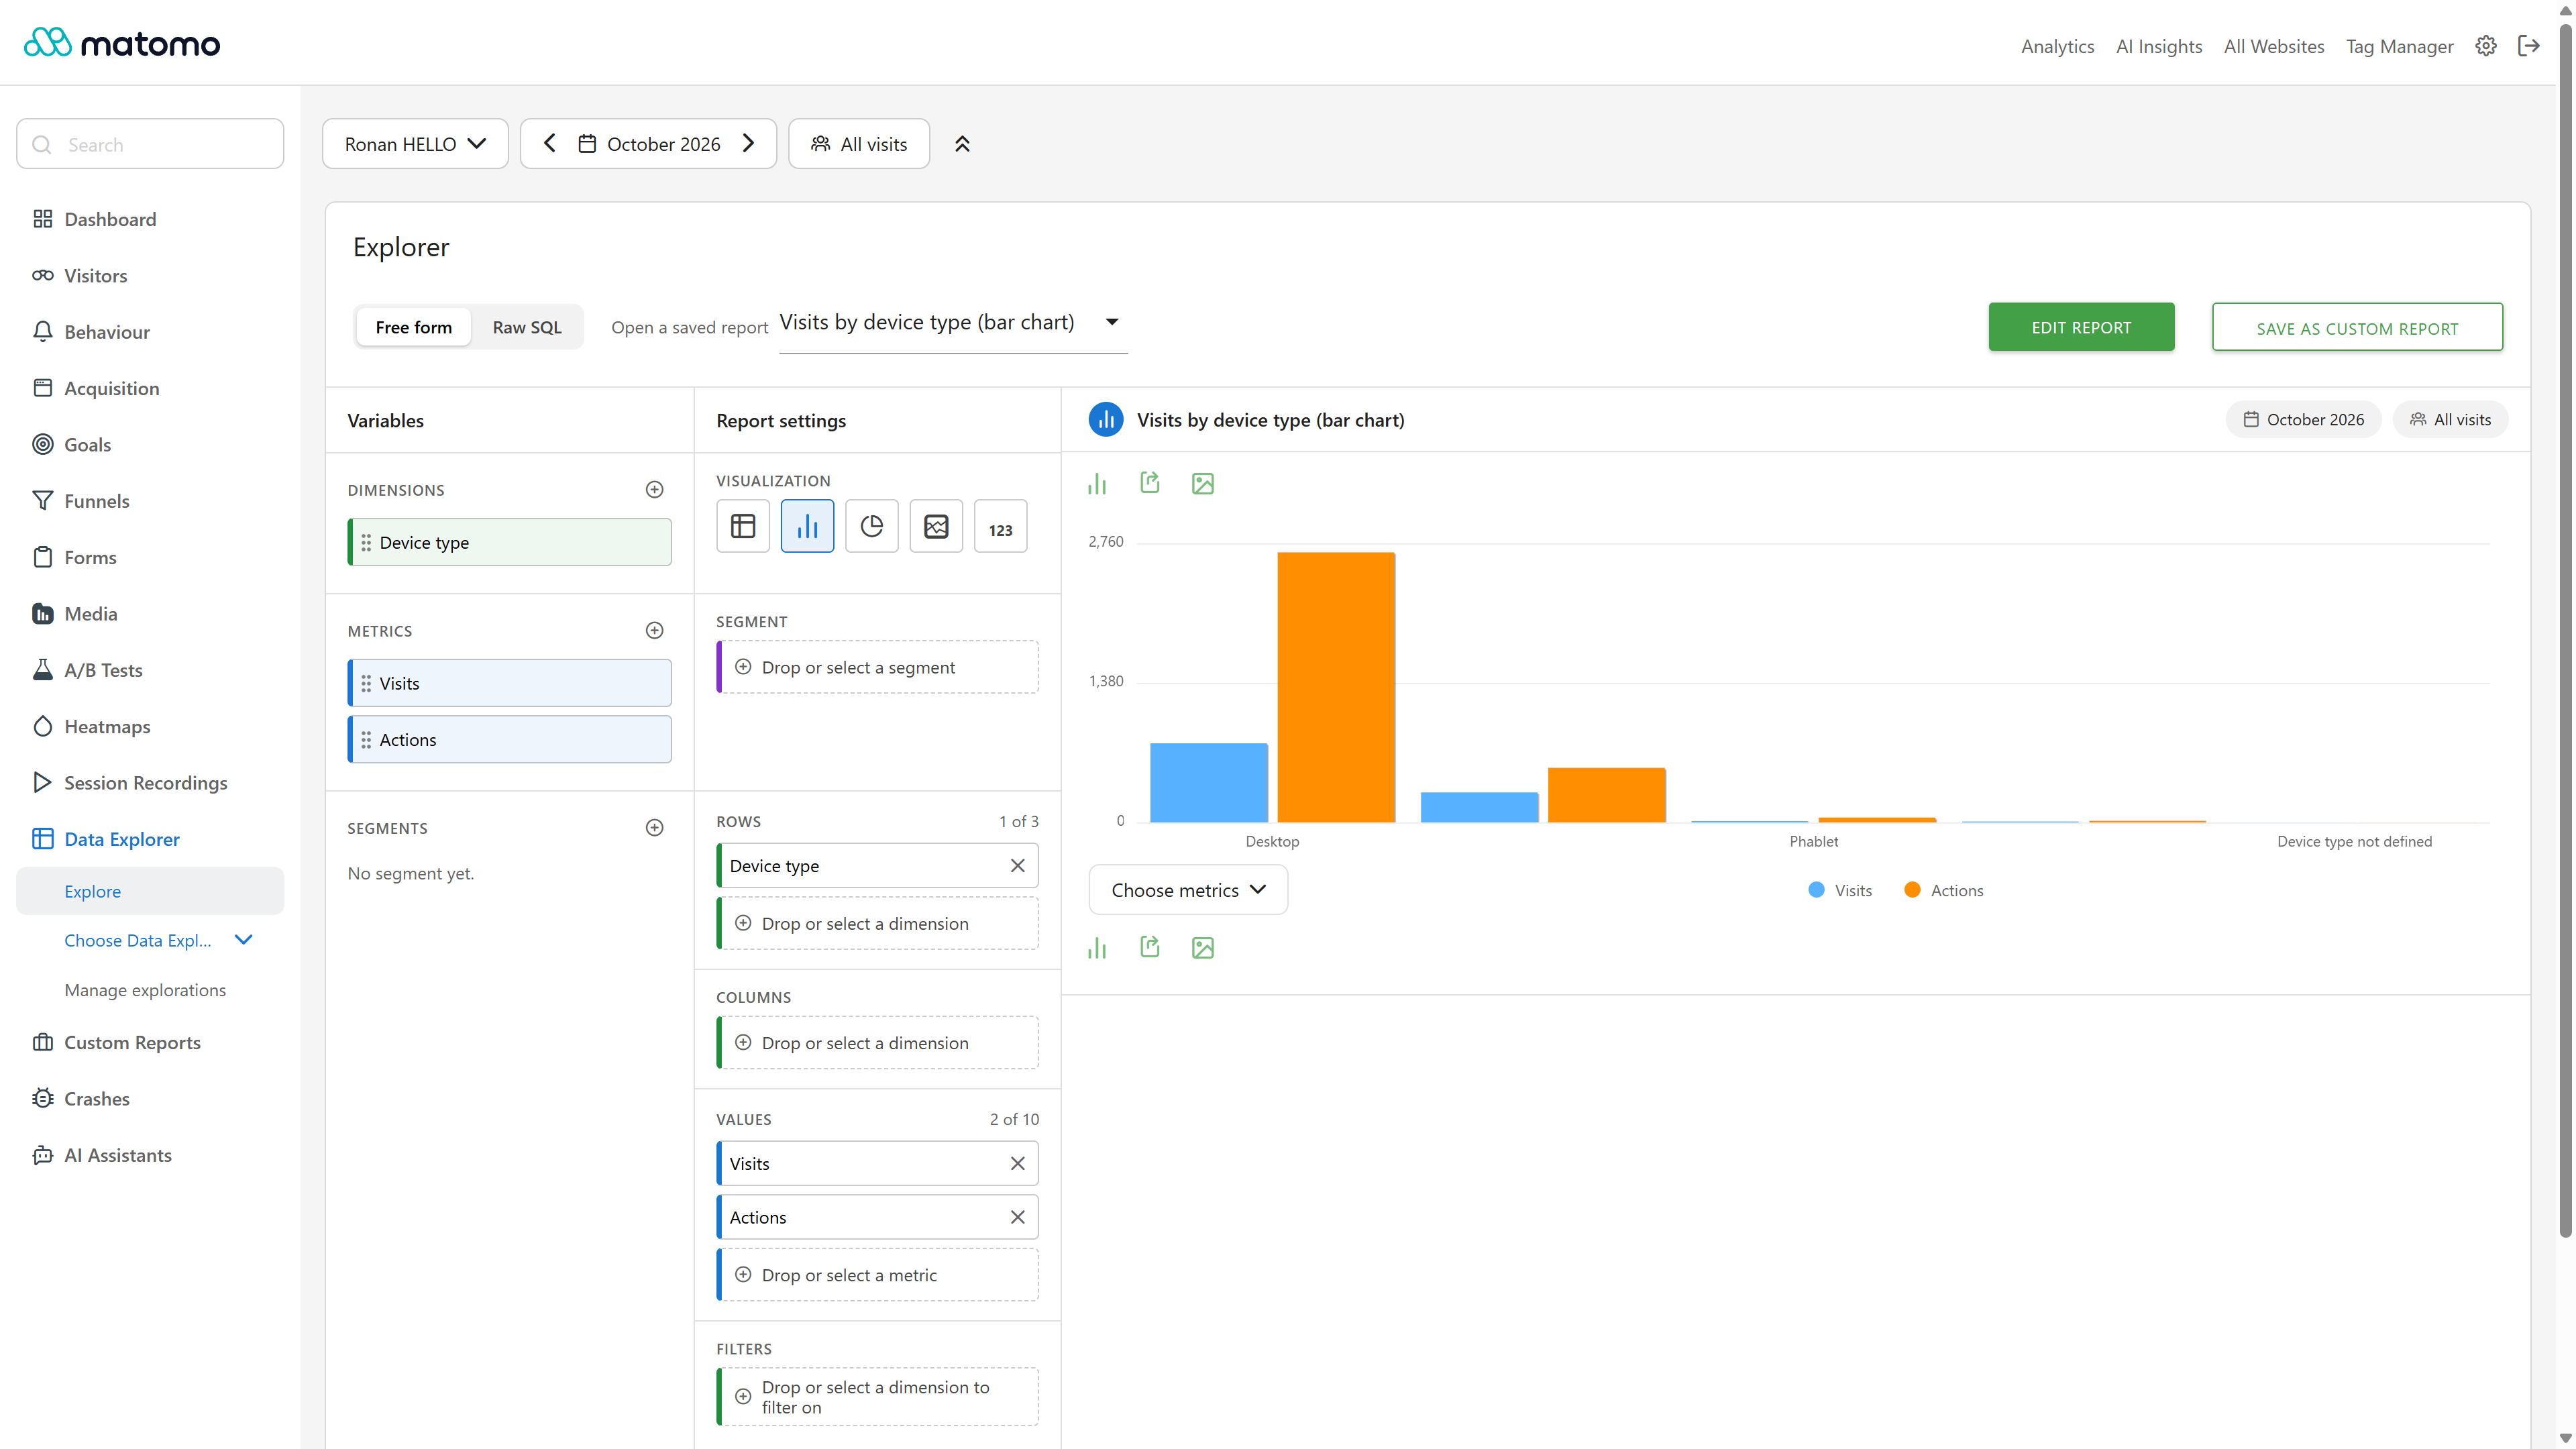 matomo
Analytics
AI Insights
All Websites
Tag Manager
Search
Ronan HELLO
October 2026
All visits
Dashboard
Visitors
Behaviour
Acquisition
Goals
Funnels
Forms
Media
A/B Tests
Heatmaps
Session Recordings
Data Explorer
Explore
Choose Data Expl...
Manage explorations
Custom Reports
Crashes
AI Assistants
Explorer
Free form
Raw SQL
Open a saved report
Visits by device type (bar chart)
EDIT REPORT
SAVE AS CUSTOM REPORT
Variables
DIMENSIONS
Device type
METRICS
Visits
Actions
SEGMENTS
No segment yet.
Report settings
VISUALIZATION
123
SEGMENT
Drop or select a segment
ROWS
1 of 3
Device type
Drop or select a dimension
COLUMNS
Drop or select a dimension
VALUES
2 of 10
Visits
Actions
Drop or select a metric
FILTERS
Drop or select a dimension to
filter on
Visits by device type (bar chart)
October 2026
All visits
2,760
1,380
0
Desktop
Phablet
Device type not defined
Choose metrics
Visits
Actions